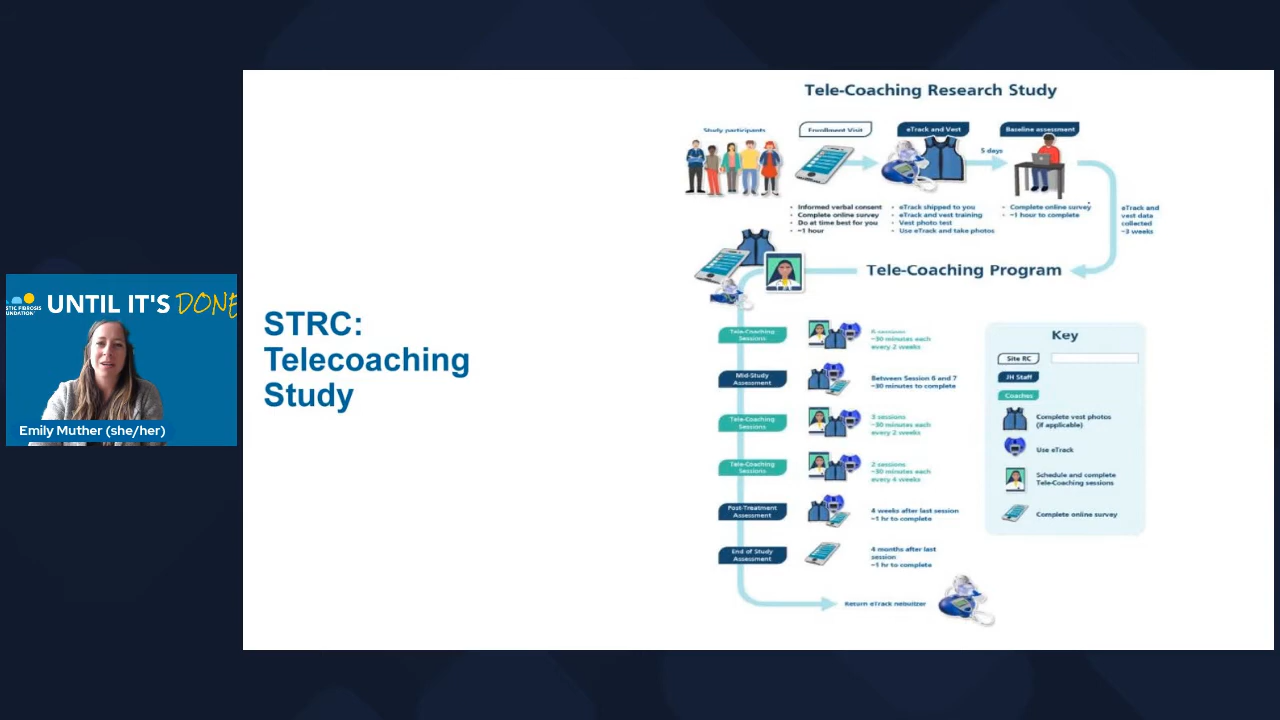 Tele-Coaching Research Study
Study participants
Enrollment Visit
eTrack and Vest
Baseline assessment
5 days
• Informed verbal consent
• Complete online survey
• Do at time best for you
• ~1 hour
• eTrack shipped to you
• eTrack and vest training
• Vest photo test
• Use eTrack and take photos
• Complete online survey
• ~1 hour to complete
eTrack and
vest data
collected
~3 weeks
Tele-Coaching Program
STRC:
Telecoaching
Study
Tele-Coaching
Sessions
6 sessions
~30 minutes each
every 2 weeks
Mid-Study
Assessment
Between Session 6 and 7
~30 minutes to complete
Tele-Coaching
Sessions
3 sessions
~30 minutes each
every 2 weeks
Tele-Coaching
Sessions
2 sessions
~30 minutes each
every 4 weeks
Post-Treatment
Assessment
4 weeks after last session
~1 hr to complete
End of Study
Assessment
4 months after last
session
~1 hr to complete
Return eTrack nebulizer
Key
Site RC
JH Staff
Coaches
Complete vest photos
(if applicable)
Use eTrack
Schedule and complete
Tele-Coaching sessions
Complete online survey
STIC FIBROSIS
UNDATION
UNTIL IT'S DONE
Emily Muther (she/her)